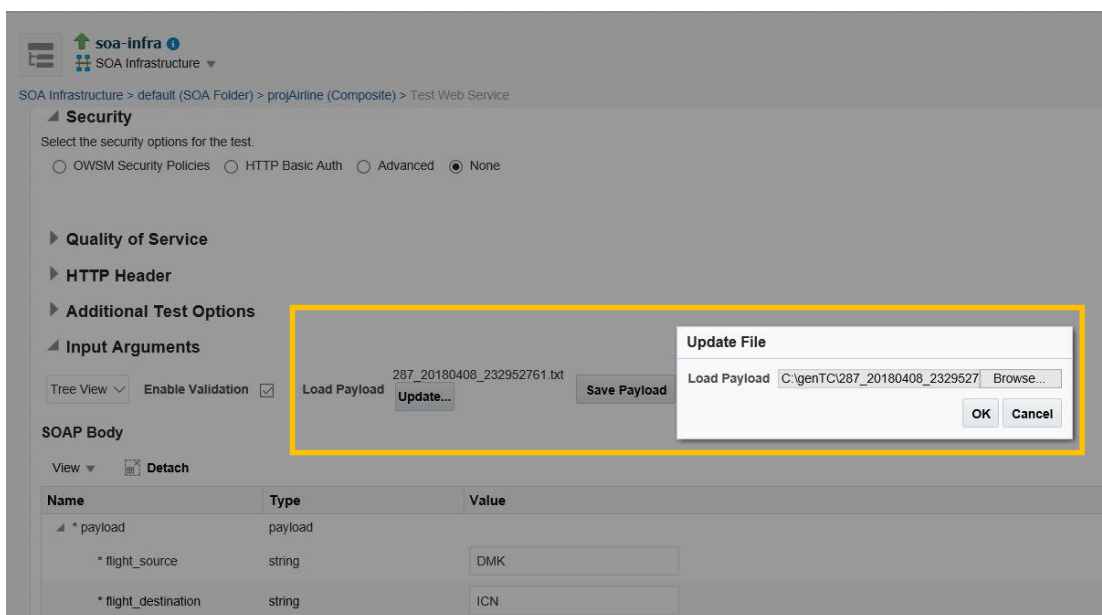 soa-infra
SOA Infrastructure
SOA Infrastructure > default (SOA Folder) > projAirline (Composite) > Test Web Service
Security
Select the security options for the test.
OWSM Security Policies HTTP Basic Auth Advanced None
Quality of Service
HTTP Header
Additional Test Options
Input Arguments
Tree View Enable Validation Load Payload 287_20180408_232952761.txt
Update... Save Payload
Update File
Load Payload C:\genTC\287_20180408_2329527 Browse...
OK Cancel
SOAP Body
View Detach
Name Type Value
* payload payload
* flight_source string DMK
* flight_destination string ICN